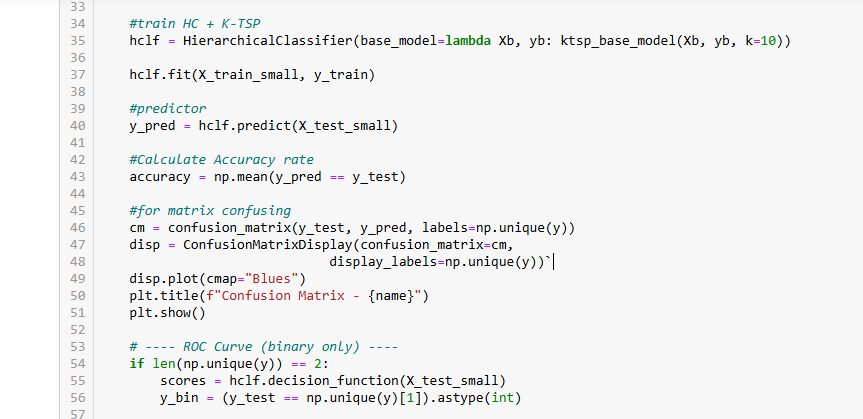 33
34 #train HC + K-TSP
35 hclf = HierarchicalClassifier(base_model=lambda Xb, yb: ktsp_base_model(Xb, yb, k=10))
36
37 hclf.fit(X_train_small, y_train)
38
39 #predictor
40 y_pred = hclf.predict(X_test_small)
41
42 #Calculate Accuracy rate
43 accuracy = np.mean(y_pred == y_test)
44
45 #for matrix confusing
46 cm = confusion_matrix(y_test, y_pred, labels=np.unique(y))
47 disp = ConfusionMatrixDisplay(confusion_matrix=cm,
48                           display_labels=np.unique(y))`
49 disp.plot(cmap="Blues")
50 plt.title(f"Confusion Matrix - {name}")
51 plt.show()
52
53 # ---- ROC Curve (binary only) ----
54 if len(np.unique(y)) == 2:
55     scores = hclf.decision_function(X_test_small)
56     y_bin = (y_test == np.unique(y)[1]).astype(int)
57